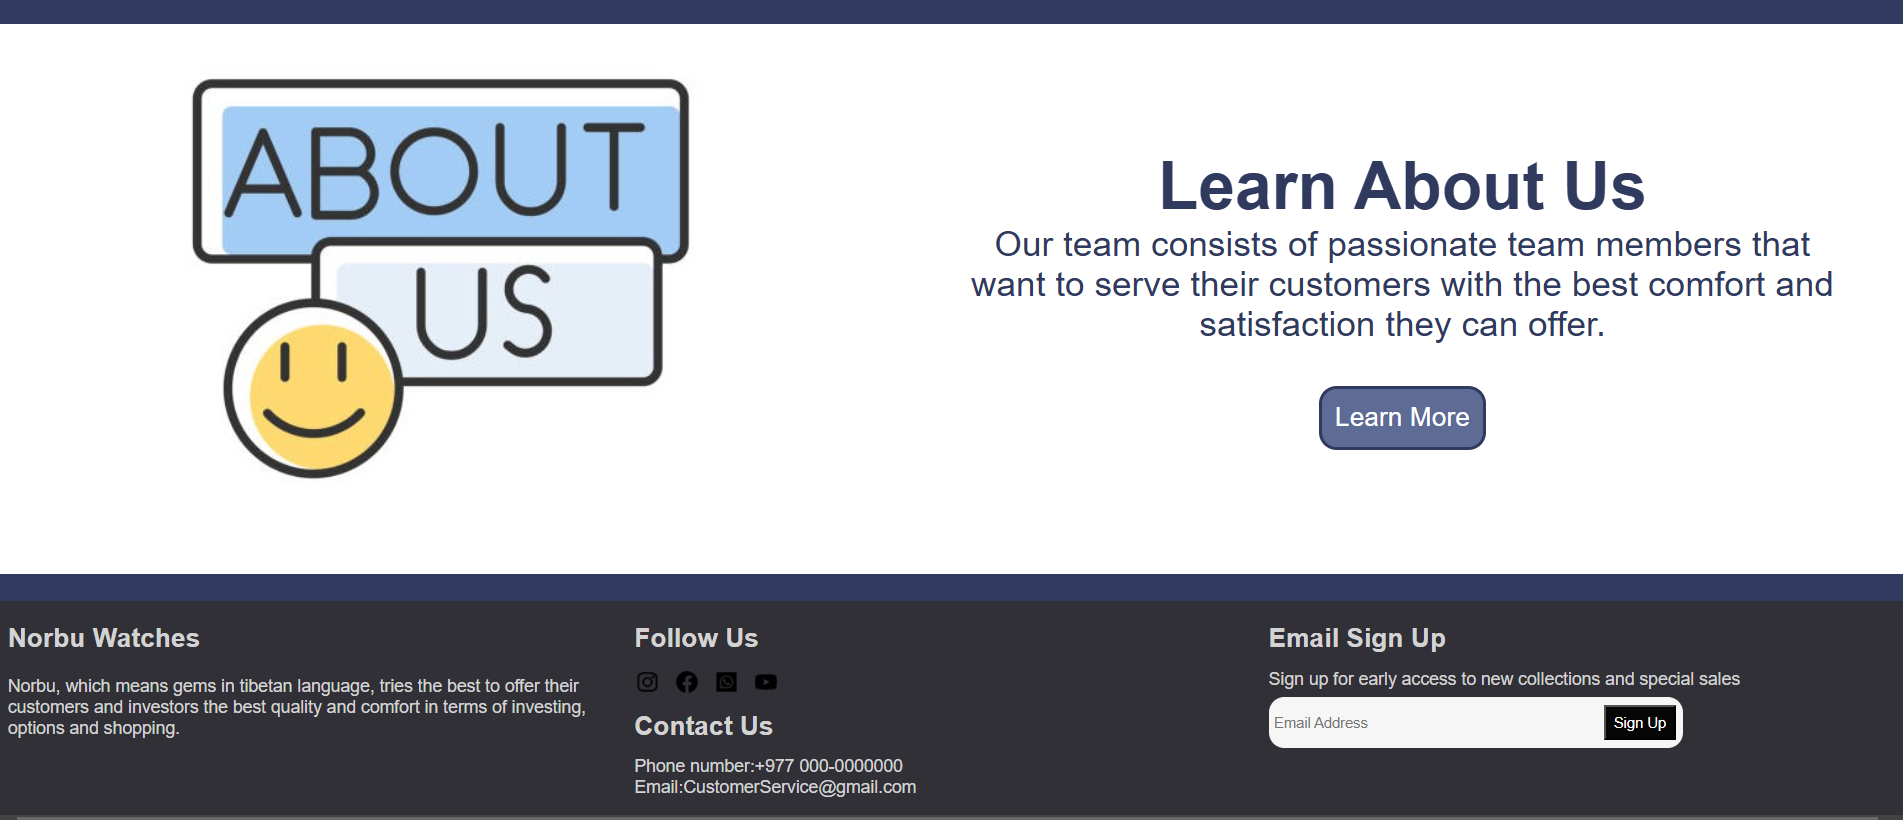 ABOUT
US
Learn About Us
Our team consists of passionate team members that
want to serve their customers with the best comfort and
satisfaction they can offer.
Learn More
Norbu Watches
Norbu, which means gems in tibetan language, tries the best to offer their
customers and investors the best quality and comfort in terms of investing,
options and shopping.
Follow Us
Contact Us
Phone number:+977 000-0000000
Email:CustomerService@gmail.com
Email Sign Up
Sign up for early access to new collections and special sales
Email Address
Sign Up